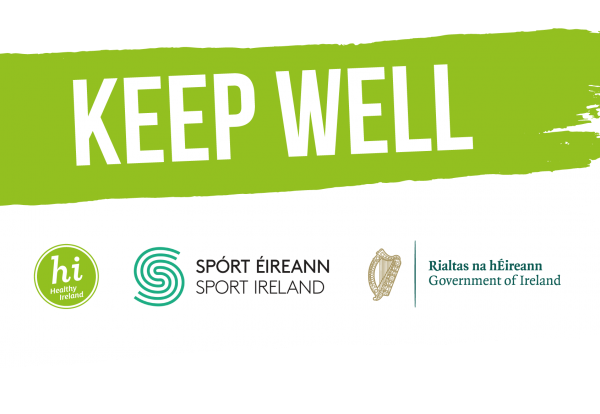 KEEP WELL
hi
Healthy
Ireland
SPÓRT ÉIREANN
SPORT IRELAND
Rialtas na hÉireann
Government of Ireland